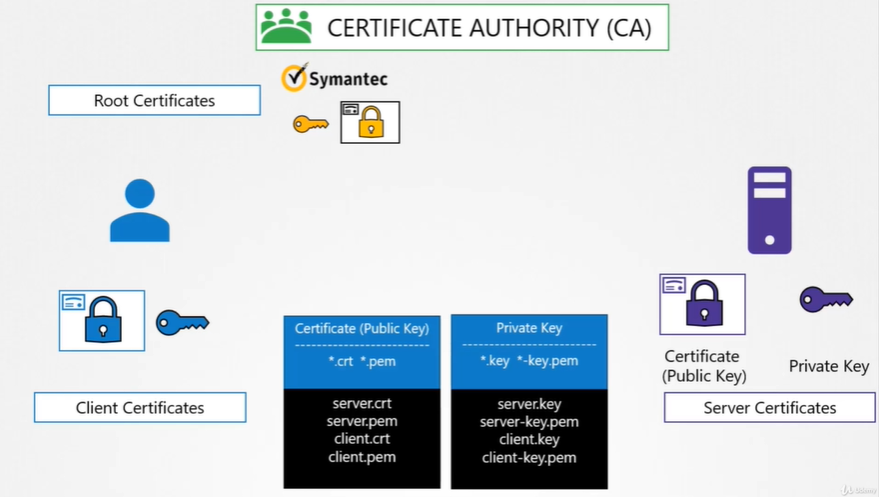 CERTIFICATE AUTHORITY (CA)
Symantec
Root Certificates
Certificate (Public Key)
*.crt *.pem
server.crt
server.pem
client.crt
client.pem
Private Key
*.key *-key.pem
server.key
server-key.pem
client.key
client-key.pem
Certificate
(Public Key)
Private Key
Client Certificates
Server Certificates
Udemy